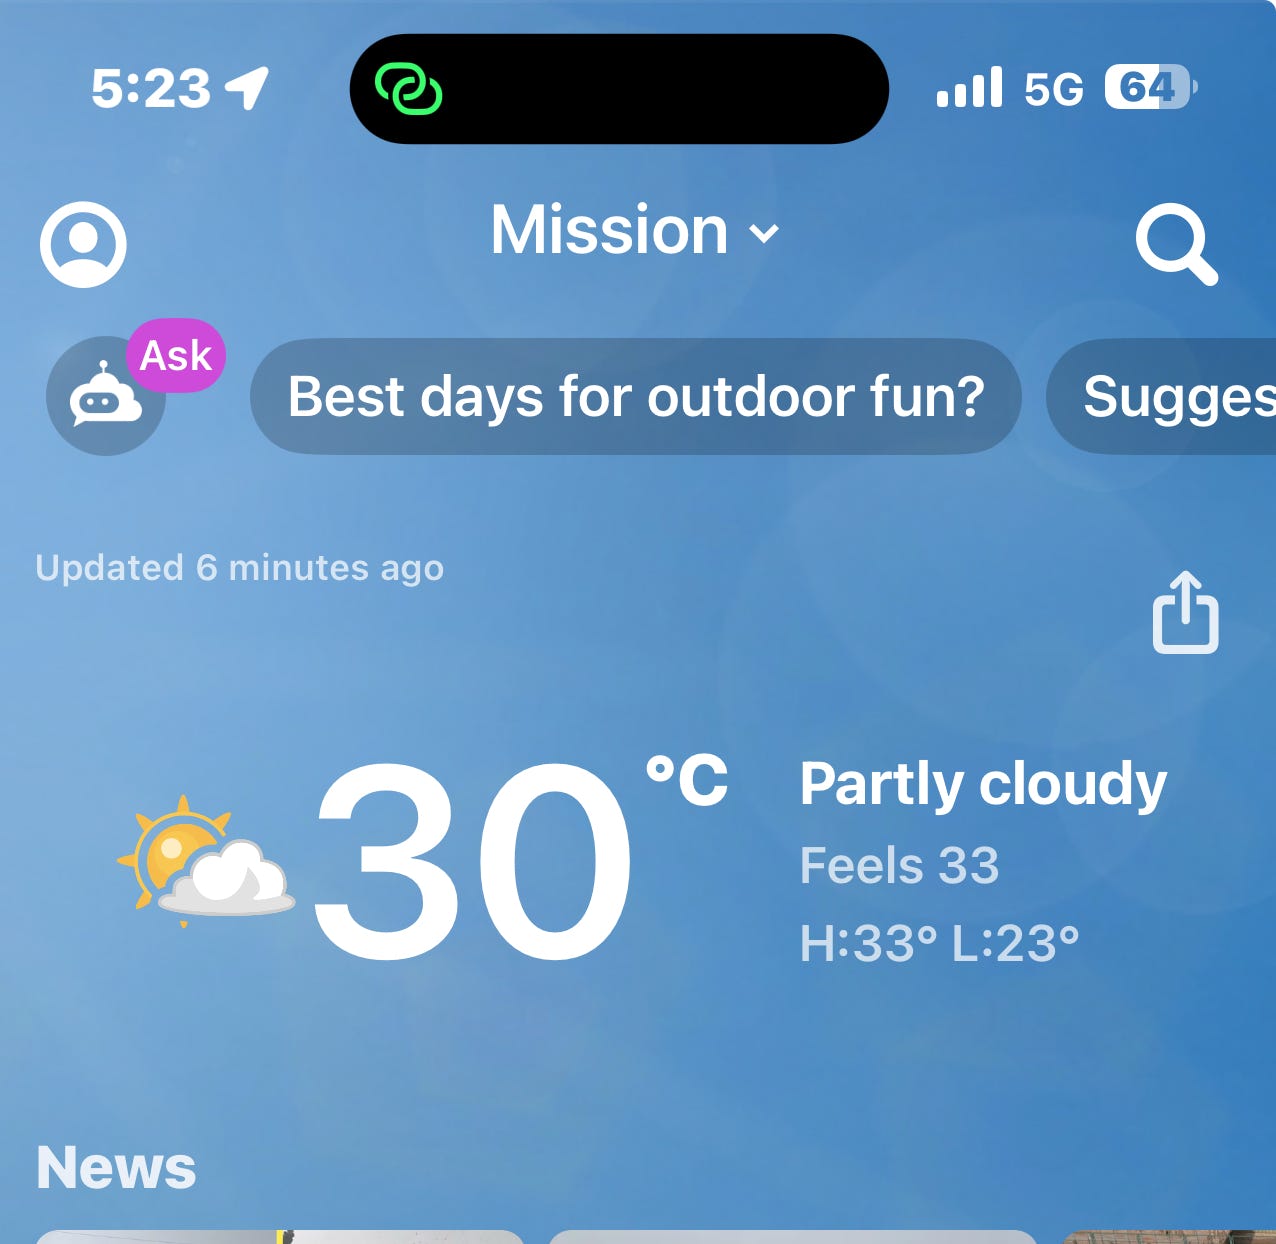 5:23 5G 64
Mission
Ask
Best days for outdoor fun? Sugges
Updated 6 minutes ago
30 °C
Partly cloudy
Feels 33
H:33° L:23°
News